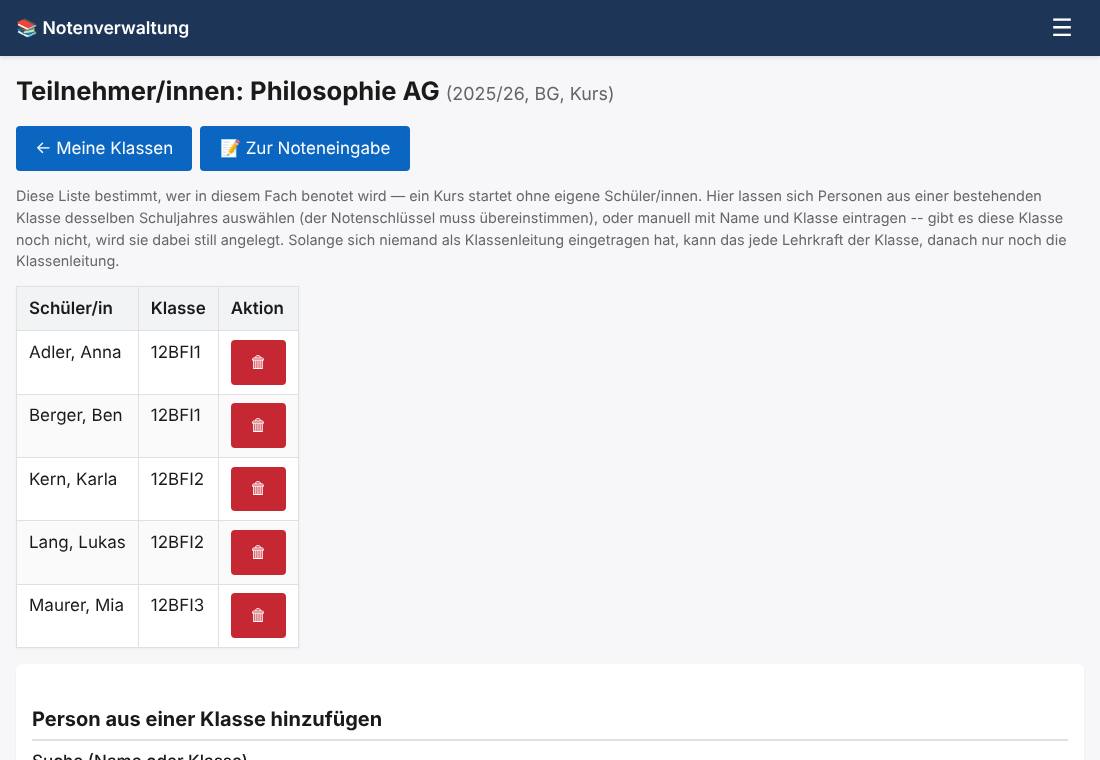 📚 Notenverwaltung ☰
Teilnehmer/innen: Philosophie AG (2025/26, BG, Kurs)
← Meine Klassen 📝 Zur Noteneingabe
Diese Liste bestimmt, wer in diesem Fach benotet wird — ein Kurs startet ohne eigene Schüler/innen. Hier lassen sich Personen aus einer bestehenden
Klasse desselben Schuljahres auswählen (der Notenschlüssel muss übereinstimmen), oder manuell mit Name und Klasse eintragen -- gibt es diese Klasse
noch nicht, wird sie dabei still angelegt. Solange sich niemand als Klassenleitung eingetragen hat, kann das jede Lehrkraft der Klasse, danach nur noch die
Klassenleitung.
Schüler/in Klasse Aktion
Adler, Anna 12BFI1 🗑
Berger, Ben 12BFI1 🗑
Kern, Karla 12BFI2 🗑
Lang, Lukas 12BFI2 🗑
Maurer, Mia 12BFI3 🗑
Person aus einer Klasse hinzufügen
Suche (Name oder Klasse)